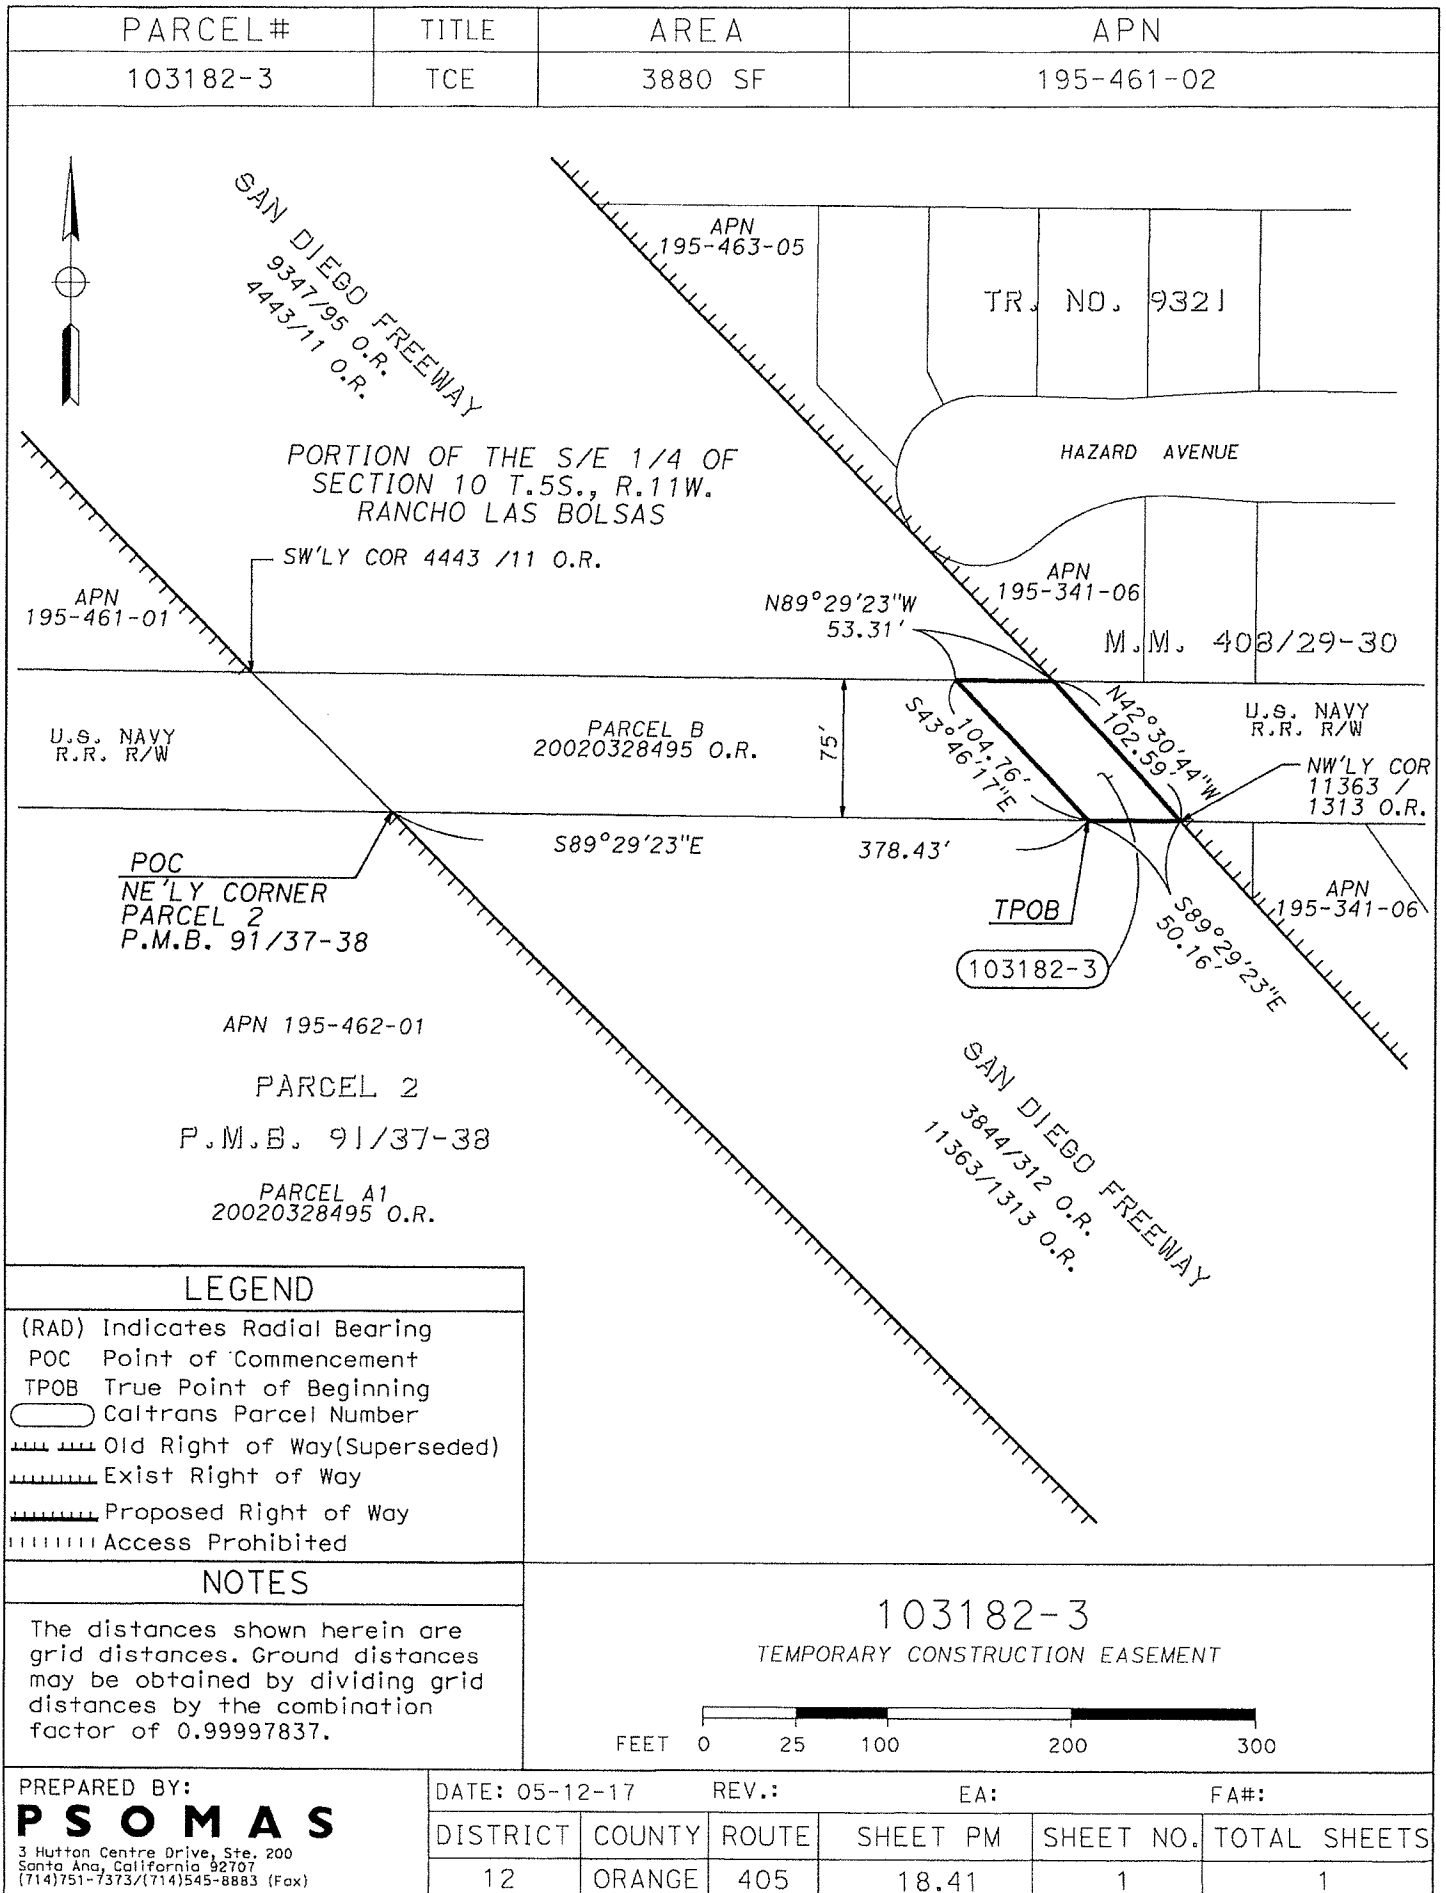 PARCEL# TITLE AREA APN
103182-3 TCE 3880 SF 195-461-02
SAN DIEGO FREEWAY
9347/95 O.R.
4443/11 O.R.
APN
195-463-05
TR. NO. 9321
HAZARD AVENUE
PORTION OF THE S/E 1/4 OF
SECTION 10 T.5S., R.11W.
RANCHO LAS BOLSAS
SW'LY COR 4443 /11 O.R.
APN
195-461-01
N89°29'23"W
53.31'
APN
195-341-06
M.M. 408/29-30
U.S. NAVY
R.R. R/W
PARCEL B
20020328495 O.R.
75'
104.76'
S43°46'17"E
N42°30'44"W
102.59'
U.S. NAVY
R.R. R/W
NW'LY COR
11363 /
1313 O.R.
S89°29'23"E
378.43'
POC
NE'LY CORNER
PARCEL 2
P.M.B. 91/37-38
TPOB
103182-3
S89°29'23"E
50.16'
APN
195-341-06
APN 195-462-01
PARCEL 2
P.M.B. 91/37-38
PARCEL A1
20020328495 O.R.
SAN DIEGO FREEWAY
3844/312 O.R.
11363/1313 O.R.
LEGEND
(RAD) Indicates Radial Bearing
POC Point of Commencement
TPOB True Point of Beginning
Caltrans Parcel Number
Old Right of Way(Superseded)
Exist Right of Way
Proposed Right of Way
Access Prohibited
NOTES
The distances shown herein are
grid distances. Ground distances
may be obtained by dividing grid
distances by the combination
factor of 0.99997837.
103182-3
TEMPORARY CONSTRUCTION EASEMENT
FEET 0 25 100 200 300
PREPARED BY:
PSOMAS
3 Hutton Centre Drive, Ste. 200
Santa Ana, California 92707
(714)751-7373/(714)545-8883 (Fax)
DATE: 05-12-17 REV.: EA: FA#:
DISTRICT COUNTY ROUTE SHEET PM SHEET NO. TOTAL SHEETS
12 ORANGE 405 18.41 1 1